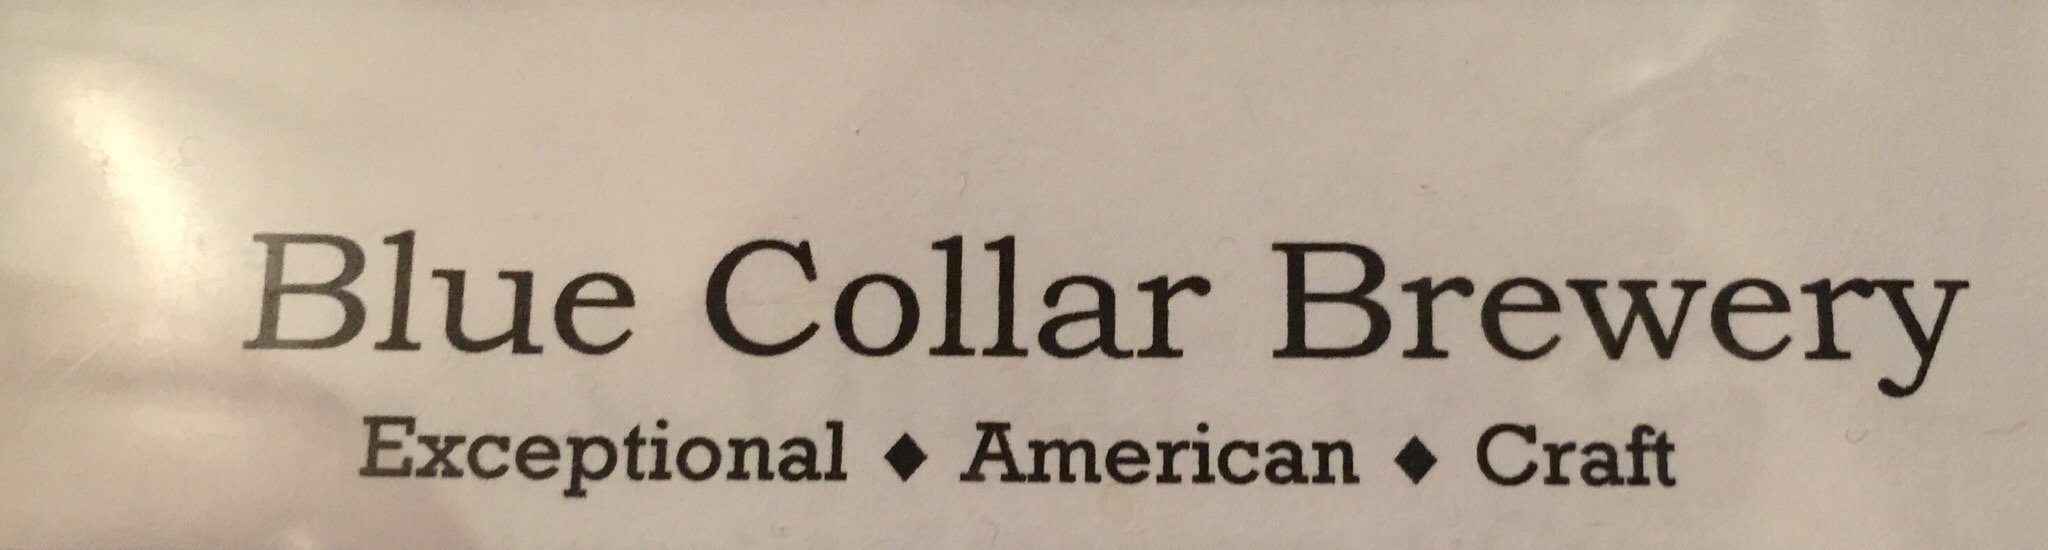 Blue Collar Brewery
Exceptional ♦ American ♦ Craft